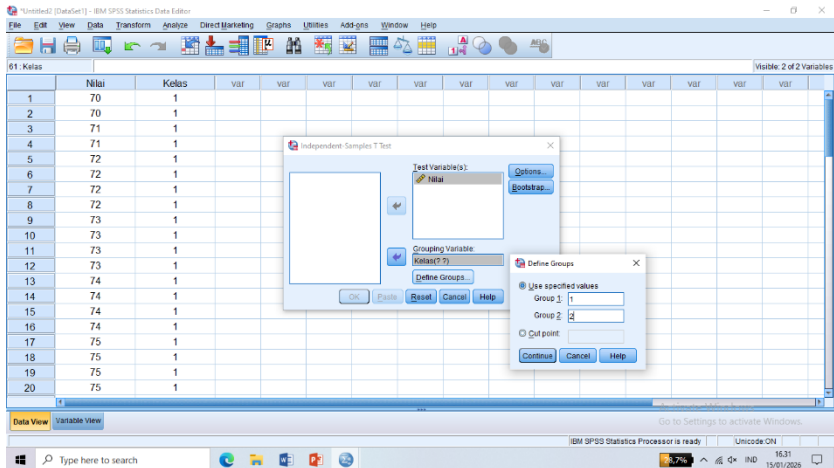 *Untitled2 [DataSet1] - IBM SPSS Statistics Data Editor
File Edit View Data Transform Analyze Direct Marketing Graphs Utilities Add-ons Window Help
61 : Kelas
Visible: 2 of 2 Variables
Nilai Kelas var var var var var var var var var var var var var
1 70 1
2 70 1
3 71 1
4 71 1
5 72 1
6 72 1
7 72 1
8 72 1
9 73 1
10 73 1
11 73 1
12 73 1
13 74 1
14 74 1
15 74 1
16 74 1
17 75 1
18 75 1
19 75 1
20 75 1
Independent-Samples T Test
Test Variable(s):
Nilai
Options...
Bootstrap...
Grouping Variable:
Kelas(? ?)
Define Groups...
OK Paste Reset Cancel Help
Define Groups
Use specified values
Group 1: 1
Group 2: 2
Cut point:
Continue Cancel Help
Data View Variable View
Go to Settings to activate Windows.
IBM SPSS Statistics Processor is ready Unicode:ON
Type here to search
28,7%
IND
16.31
15/01/2026